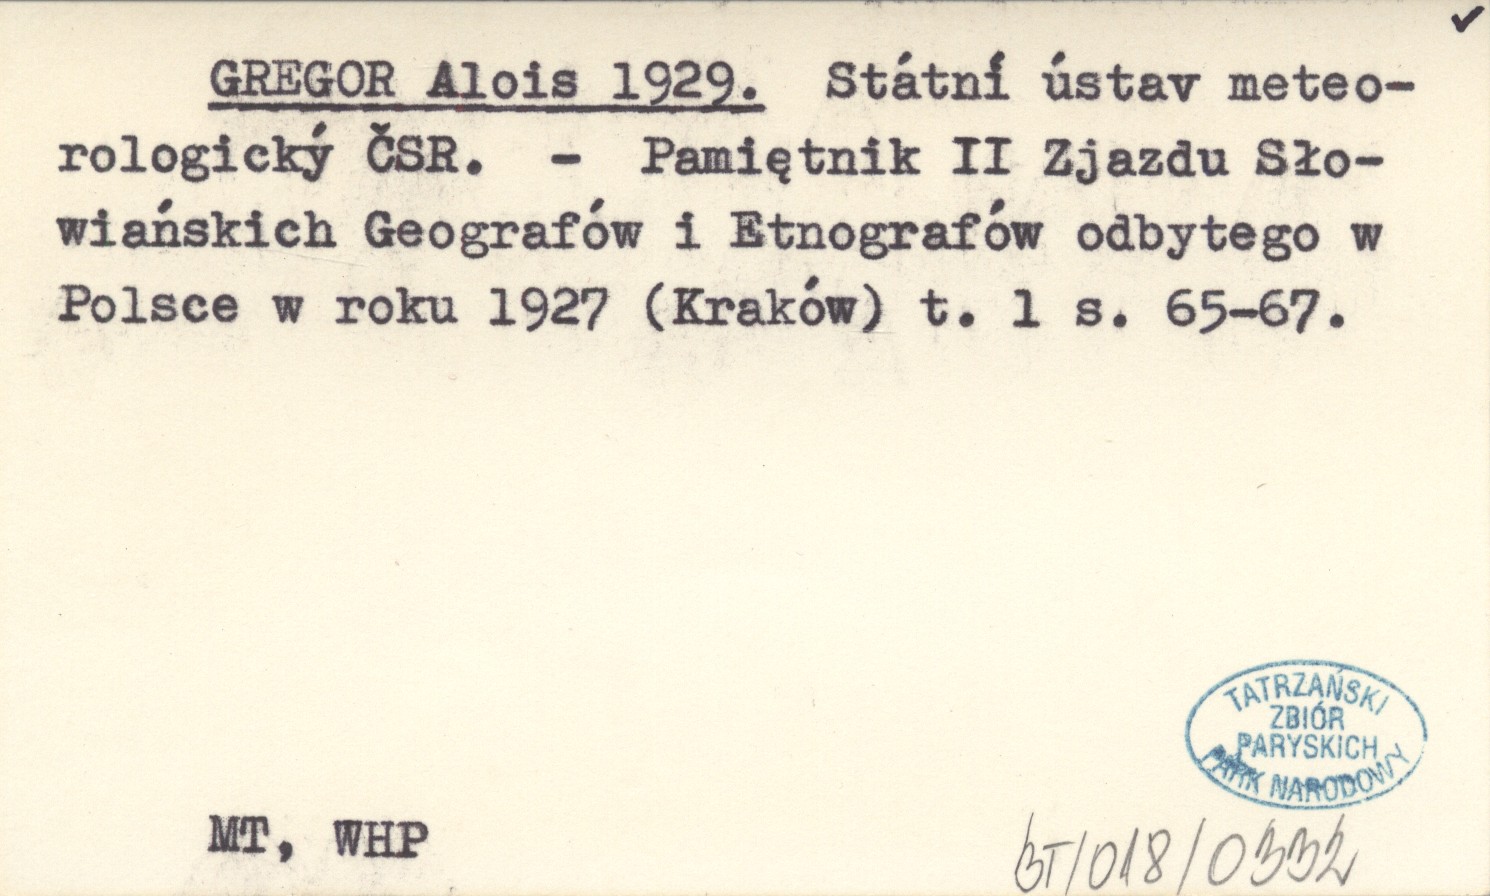 GREGOR Alois 1929. Státní ústav meteo-
rologický ČSR. - Pamiętnik II Zjazdu Sło-
wiańskich Geografów i Etnografów odbytego w
Polsce w roku 1927 (Kraków) t. 1 s. 65-67.
TATRZAŃSKI
ZBIÓR
PARYSKICH
PARK NARODOWY
MT, WHP
BT/018/0332